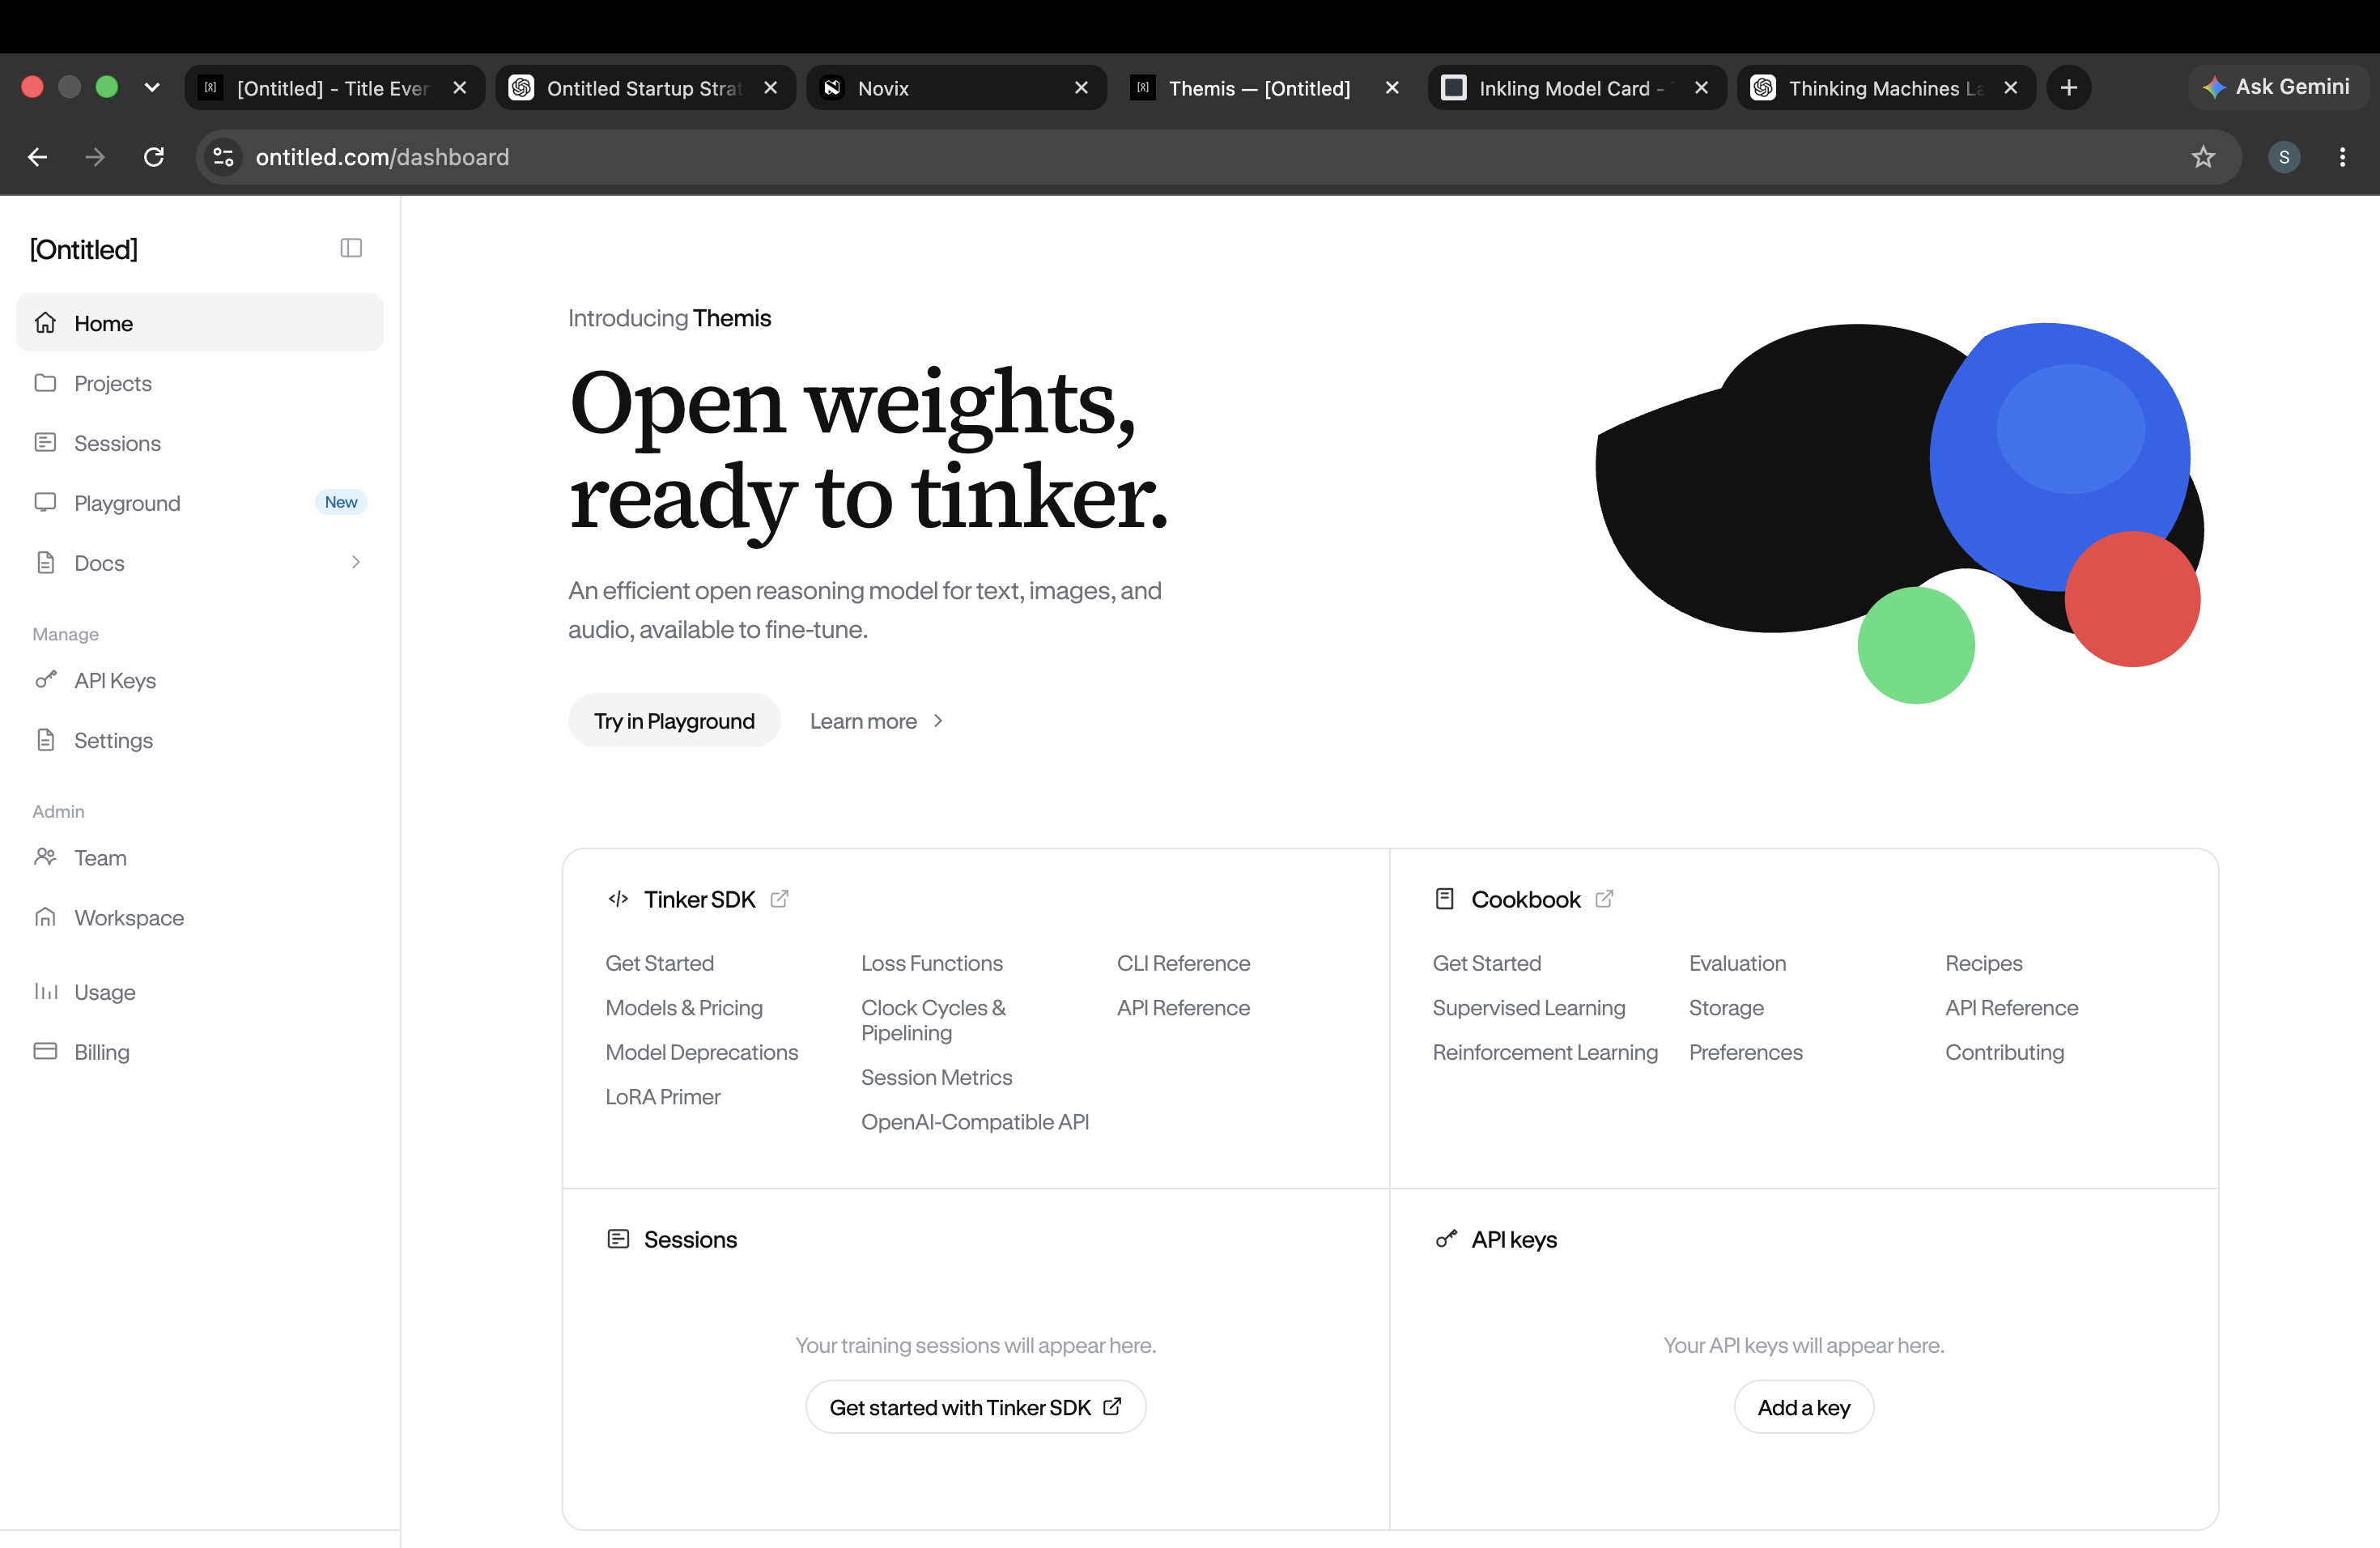 [Ontitled] - Title Ever
Ontitled Startup Strat
Novix
Themis — [Ontitled]
Inkling Model Card -
Thinking Machines La
Ask Gemini
ontitled.com/dashboard
S
[Ontitled]
Home
Projects
Sessions
Playground
New
Docs
Manage
API Keys
Settings
Admin
Team
Workspace
Usage
Billing
Introducing Themis
Open weights,
ready to tinker.
An efficient open reasoning model for text, images, and
audio, available to fine-tune.
Try in Playground
Learn more
Tinker SDK
Get Started
Models & Pricing
Model Deprecations
LoRA Primer
Loss Functions
Clock Cycles &
Pipelining
Session Metrics
OpenAI-Compatible API
CLI Reference
API Reference
Cookbook
Get Started
Supervised Learning
Reinforcement Learning
Evaluation
Storage
Preferences
Recipes
API Reference
Contributing
Sessions
Your training sessions will appear here.
Get started with Tinker SDK
API keys
Your API keys will appear here.
Add a key